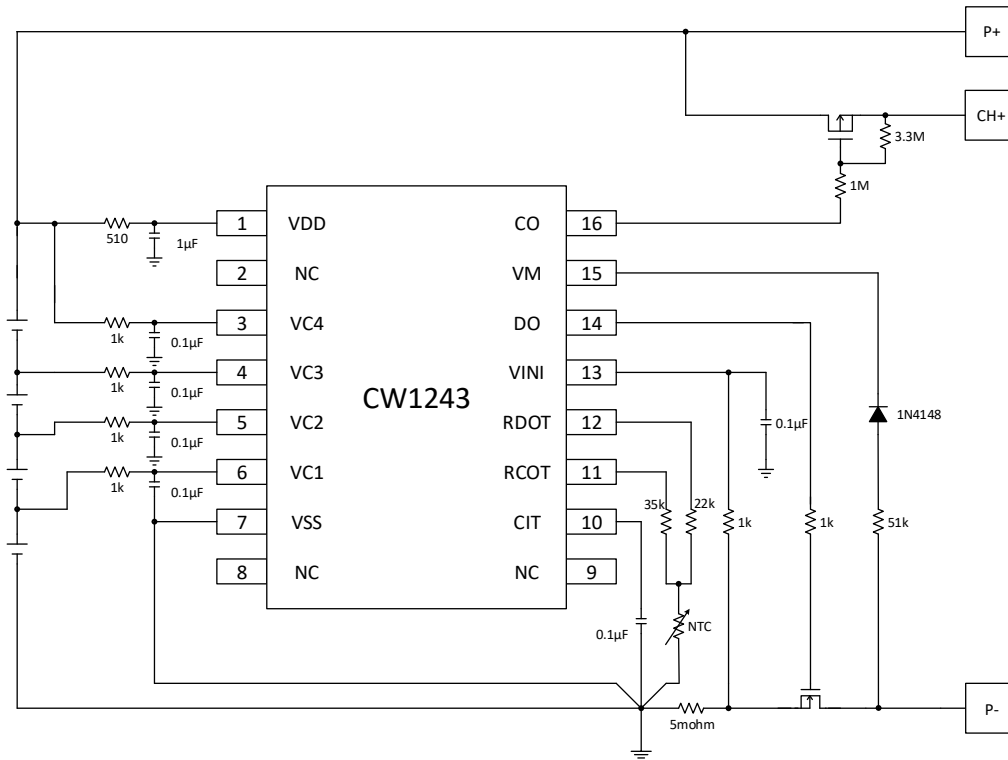 P+
CH+
3.3M
1M
1 VDD CO 16
510
1µF
2 NC VM 15
3 VC4 DO 14
1k
0.1µF
4 VC3 VINI 13
1k
0.1µF
CW1243
5 VC2 RDOT 12
1k
0.1µF
0.1µF
1N4148
6 VC1 RCOT 11
1k
0.1µF
35k
22k
7 VSS CIT 10
1k
1k
51k
8 NC NC 9
0.1µF
NTC
5mohm
P-